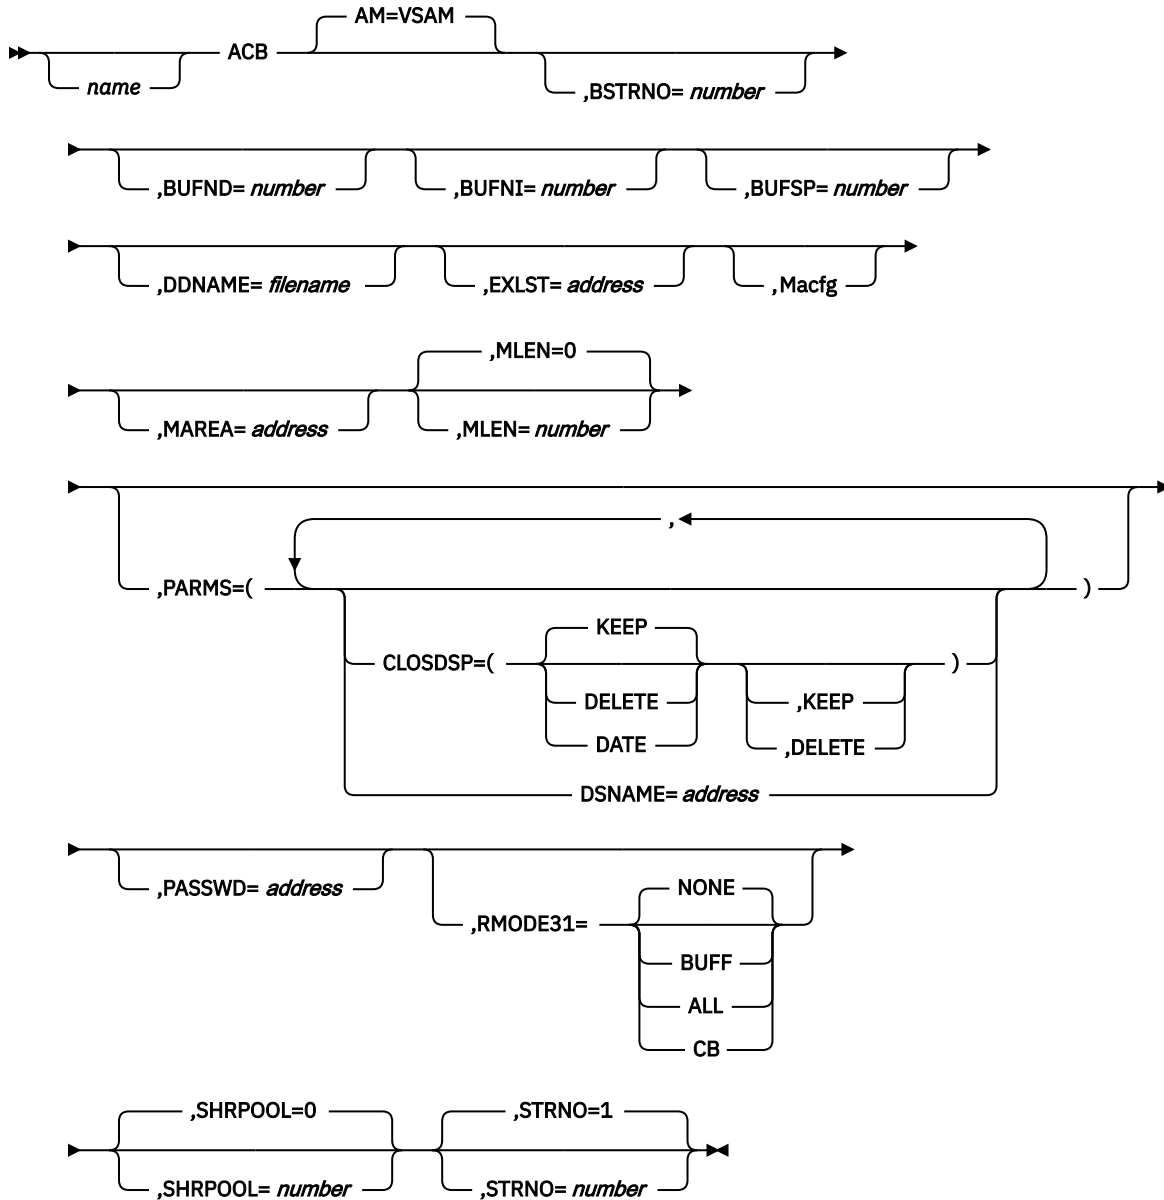 AM=VSAM
ACB
name
,BSTRNO= number
,BUFND= number
,BUFNI= number
,BUFSP= number
,DDNAME= filename
,EXLST= address
,Macfg
,MLEN=0
,MAREA= address
,MLEN= number
,
,PARMS=(
)
KEEP
CLOSDSP=(
)
DELETE
,KEEP
DATE
,DELETE
DSNAME= address
,PASSWD= address
NONE
,RMODE31=
BUFF
ALL
CB
,SHRPOOL=0
,STRNO=1
,SHRPOOL= number
,STRNO= number